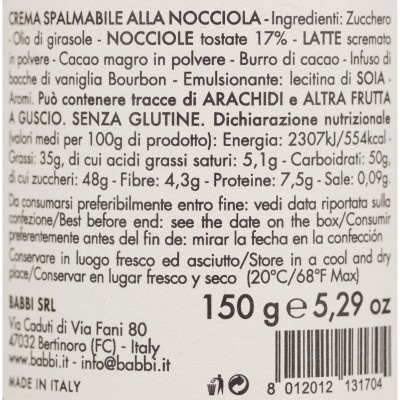 CREMA SPALMABILE ALLA NOCCIOLA - Ingredienti: Zucchero
- Olio di girasole - NOCCIOLE tostate 17% - LATTE scremato
in polvere - Cacao magro in polvere - Burro di cacao - Infuso di
bacche di vaniglia Bourbon - Emulsionante: lecitina di SOIA -
Aromi. Può contenere tracce di ARACHIDI e ALTRA FRUTTA
A GUSCIO. SENZA GLUTINE. Dichiarazione nutrizionale
(valori medi per 100g di prodotto): Energia: 2307kJ/554kcal -
Grassi: 35g, di cui acidi grassi saturi: 5,1g - Carboidrati: 50g,
di cui zuccheri: 48g - Fibre: 4,3g - Proteine: 7,5g - Sale: 0,09g.
Da consumarsi preferibilmente entro fine: vedi data riportata sulla
confezione/Best before end: see the date on the box/Consumir
preferentemente antes del fin de: mirar la fecha en la confección
Conservare in luogo fresco ed asciutto/Store in a cool and dry
place/Conservar en lugar fresco y seco (20°C/68°F Max)
BABBI SRL
Via Caduti di Via Fani 80
47032 Bertinoro (FC) - Italy
www.babbi.it - info@babbi.it
MADE IN ITALY
150 g e 5,29 oz
8 012012 131704